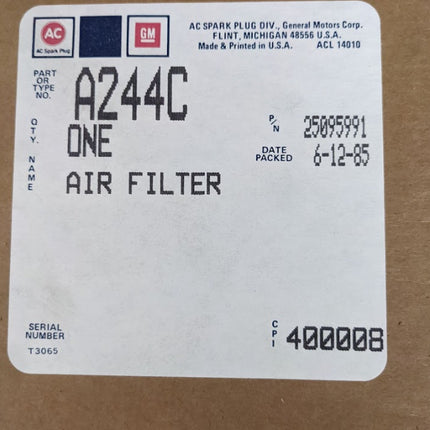 AC
AC Spark Plug
GM
AC SPARK PLUG DIV., General Motors Corp.
FLINT, MICHIGAN 48556 U.S.A.
Made & Printed in U.S.A. ACL 14010
PART OR TYPE NO. A244C
QTY. ONE
P/N 25095991
DATE PACKED 6-12-85
NAME AIR FILTER
SERIAL NUMBER
T3065
CPI 400008